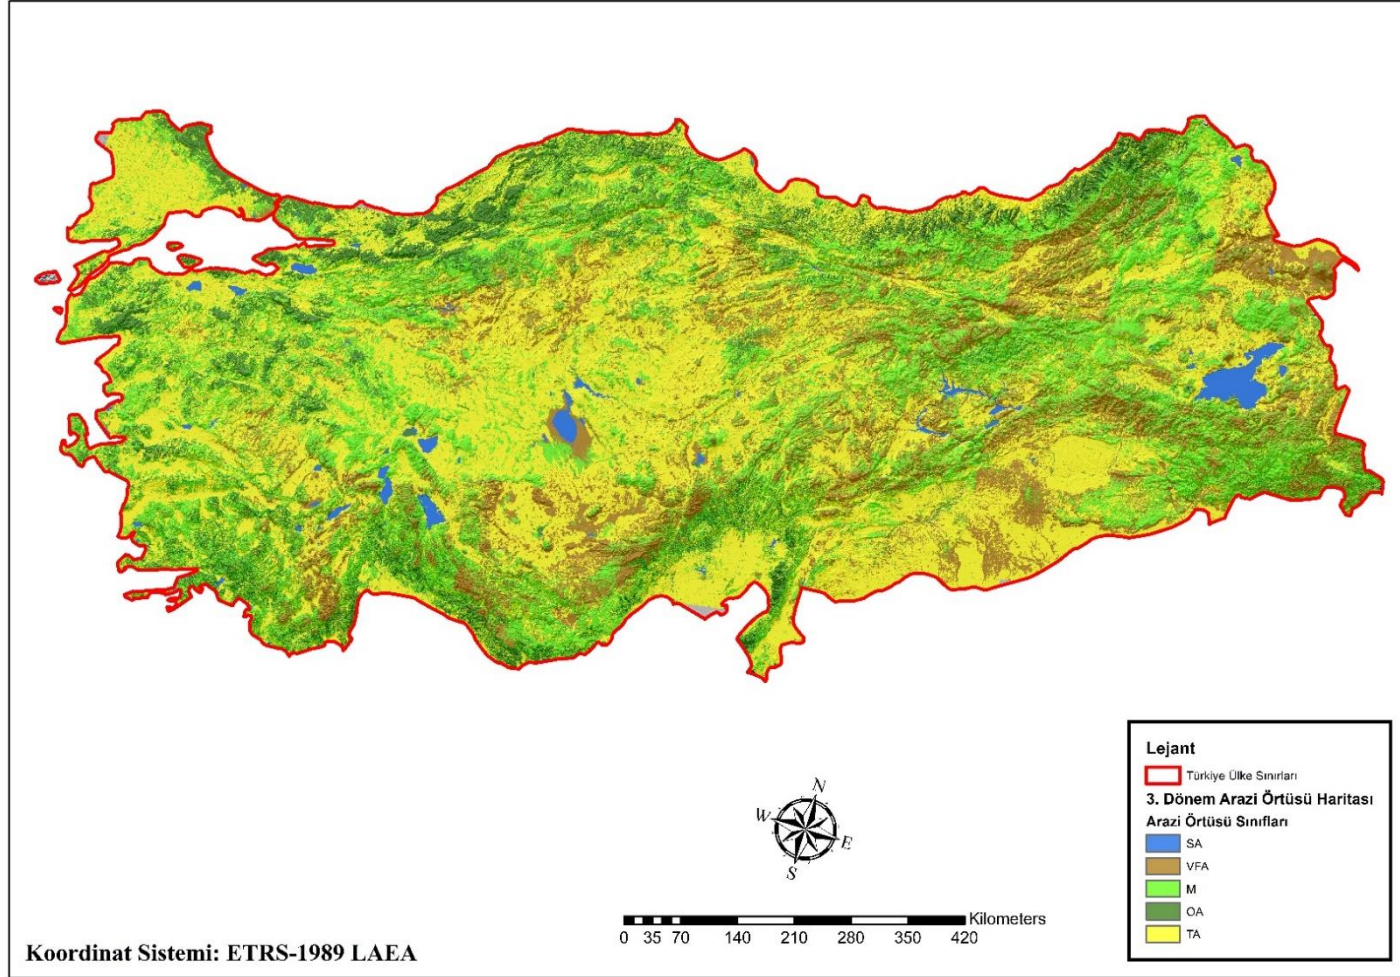 Lejant
Türkiye Ülke Sınırları
3. Dönem Arazi Örtüsü Haritası
Arazi Örtüsü Sınıfları
SA
VFA
M
OA
TA
N
W
E
S
Kilometers
0 35 70 140 210 280 350 420
Koordinat Sistemi: ETRS-1989 LAEA